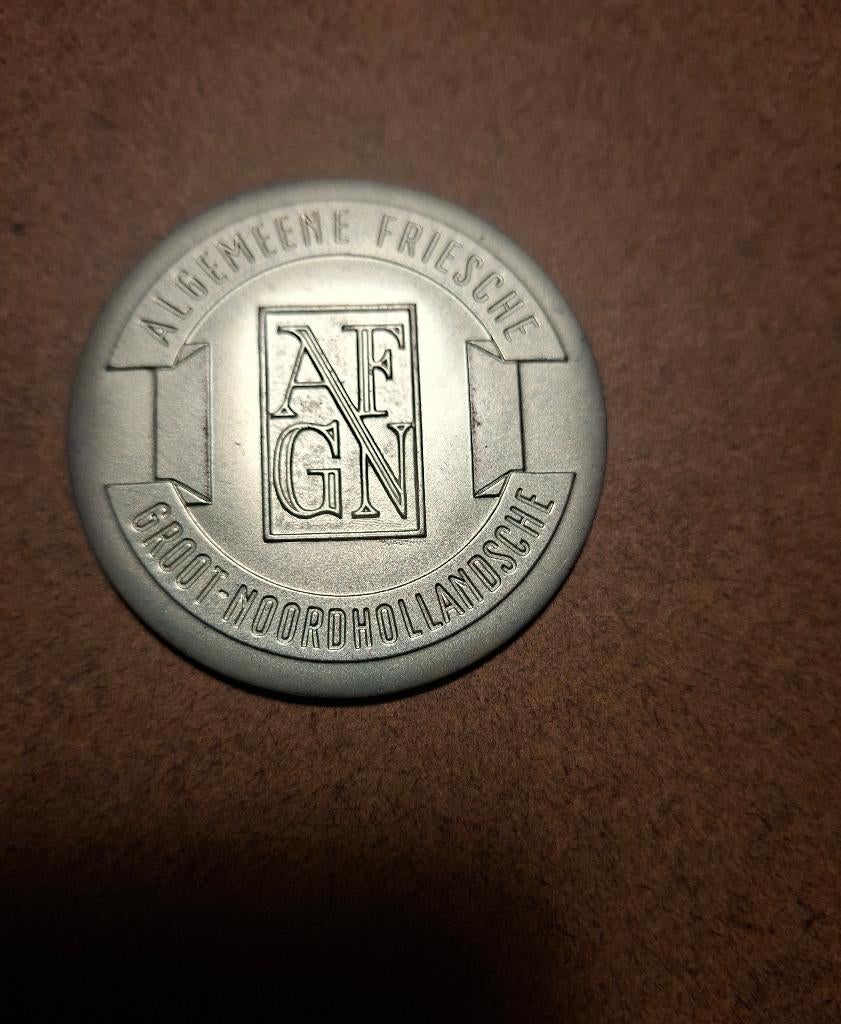 ALGEMEENE FRIESCHE
AF
GN
GROOT-NOORDHOLLANDSCHE